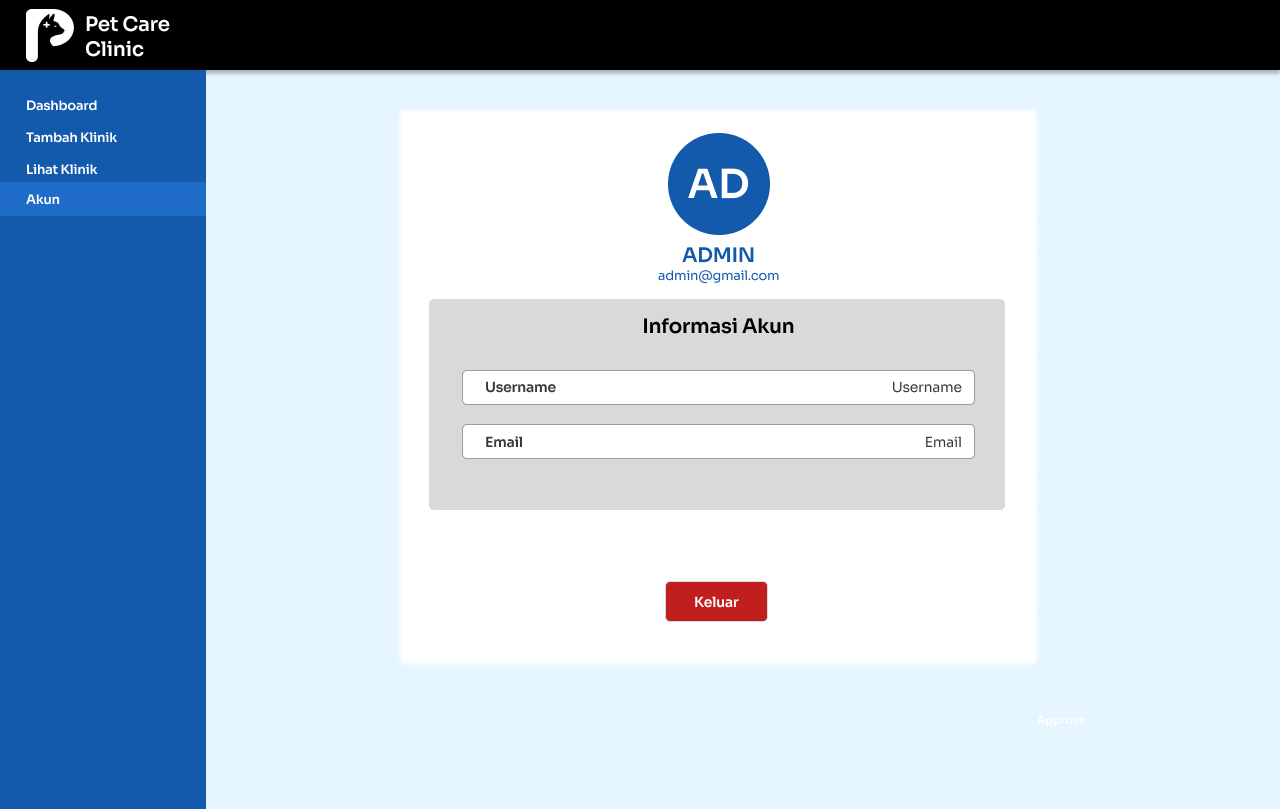 Pet Care
Clinic
Dashboard
Tambah Klinik
Lihat Klinik
Akun
AD
ADMIN
admin@gmail.com
Informasi Akun
Username Username
Email Email
Keluar
Approve